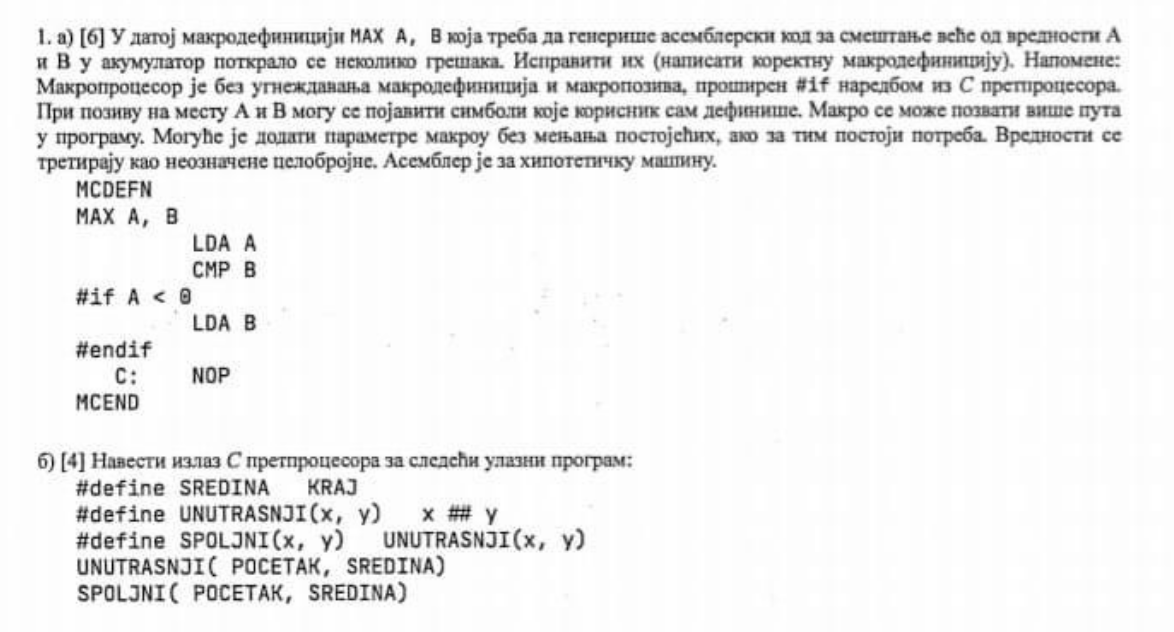 1. а) [6] У датој макродефиницији MAX A, B која треба да генерише асемблерски код за смештање веће од вредности А
и В у акумулатор поткрало се неколико грешака. Исправити их (написати коректну макродефиницију). Напомене:
Макропроцесор је без угнеждавања макродефиниција и макропозива, проширен #if наредбом из C претпроцесора.
При позиву на месту А и В могу се појавити симболи које корисник сам дефинише. Макро се може позвати више пута
у програму. Могуће је додати параметре макроу без мењања постојећих, ако за тим постоји потреба. Вредности се
третирају као неозначене целобројне. Асемблер је за хипотетичку машину.
MCDEFN
MAX A, B
LDA A
CMP B
#if A < 0
LDA B
#endif
C: NOP
MCEND
б) [4] Навести излаз C претпроцесора за следећи улазни програм:
#define SREDINA KRAJ
#define UNUTRASNJI(x, y) x ## y
#define SPOLJNI(x, y) UNUTRASNJI(x, y)
UNUTRASNJI( POCETAK, SREDINA)
SPOLJNI( POCETAK, SREDINA)